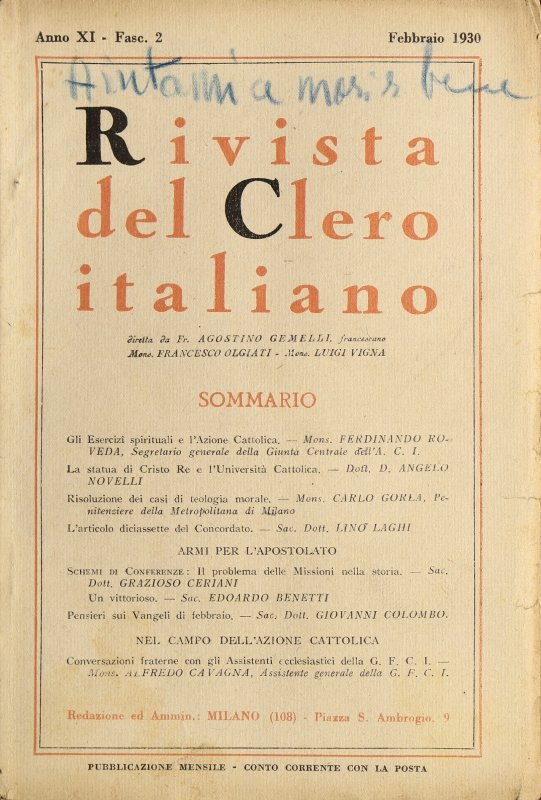 Anno XI - Fasc. 2
Febbraio 1930
Aiutami a
bene
Rivista
del Clero
italiano
diretta da Fr. AGOSTINO GEMELLI, francescano
Mons. FRANCESCO OLGIATI - Mons. LUIGI VIGNA
SOMMARIO
Gli Esercizî spirituali e l'Azione Cattolica. — Mons. FERDINANDO RO-
VEDA, Segretario generale della Giunta Centrale dell'A. C. I.
La statua di Cristo Re e l'Università Cattolica. — Dott. D. ANGELO
NOVELLI
Risoluzione dei casi di teologia morale. — Mons. CARLO GORLA, Pe-
nitensiere della Metropolitana di Milano
L'articolo diciassette del Concordato. — Sac. Dott. LINO LAGHI
ARMI PER L'APOSTOLATO
SCHEMI DI CONFERENZE: Il problema delle Missioni nella storia. — Sac.
Dott. GRAZIOSO CERIANI
Un vittorioso. — Sac. EDOARDO BENETTI
Pensieri sui Vangeli di febbraio. — Sac. Dott. GIOVANNI COLOMBO.
NEL CAMPO DELL'AZIONE CATTOLICA
Conversazioni fraterne con gli Assistenti ecclesiastici della G. F. C. I. —
Mons. ALFREDO CAVAGNA, Assistente generale della G. F. C. I.
Redazione ed Ammin.: MILANO (108) - Piazza S. Ambrogio. 9
PUBBLICAZIONE MENSILE - CONTO CORRENTE CON LA POSTA